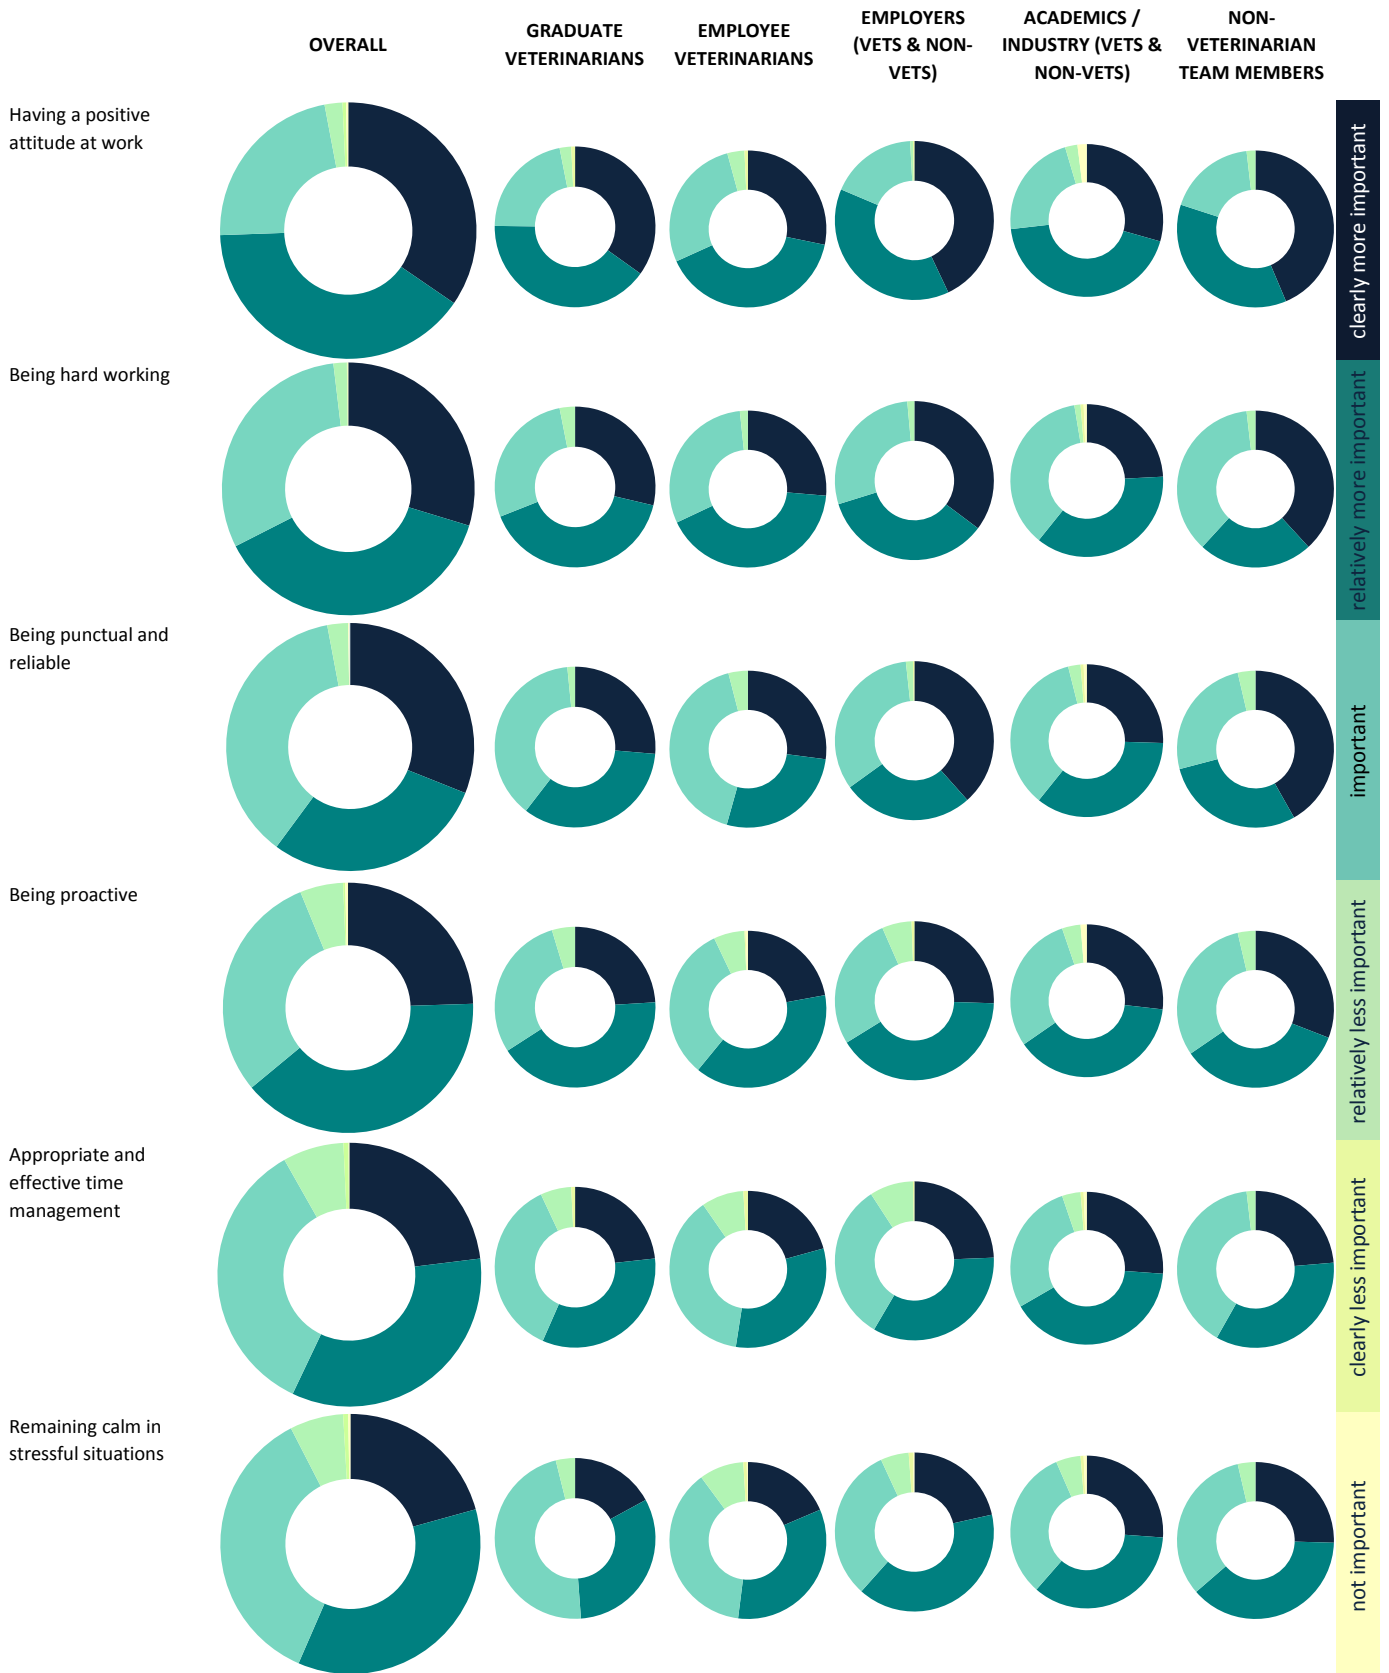 OVERALL
GRADUATE
VETERINARIANS
EMPLOYEE
VETERINARIANS
EMPLOYERS
(VETS & NON-
VETS)
ACADEMICS /
INDUSTRY (VETS &
NON-VETS)
NON-
VETERINARIAN
TEAM MEMBERS
Having a positive
attitude at work
Being hard working
Being punctual and
reliable
Being proactive
Appropriate and
effective time
management
Remaining calm in
stressful situations
clearly more important
relatively more important
important
relatively less important
clearly less important
not important